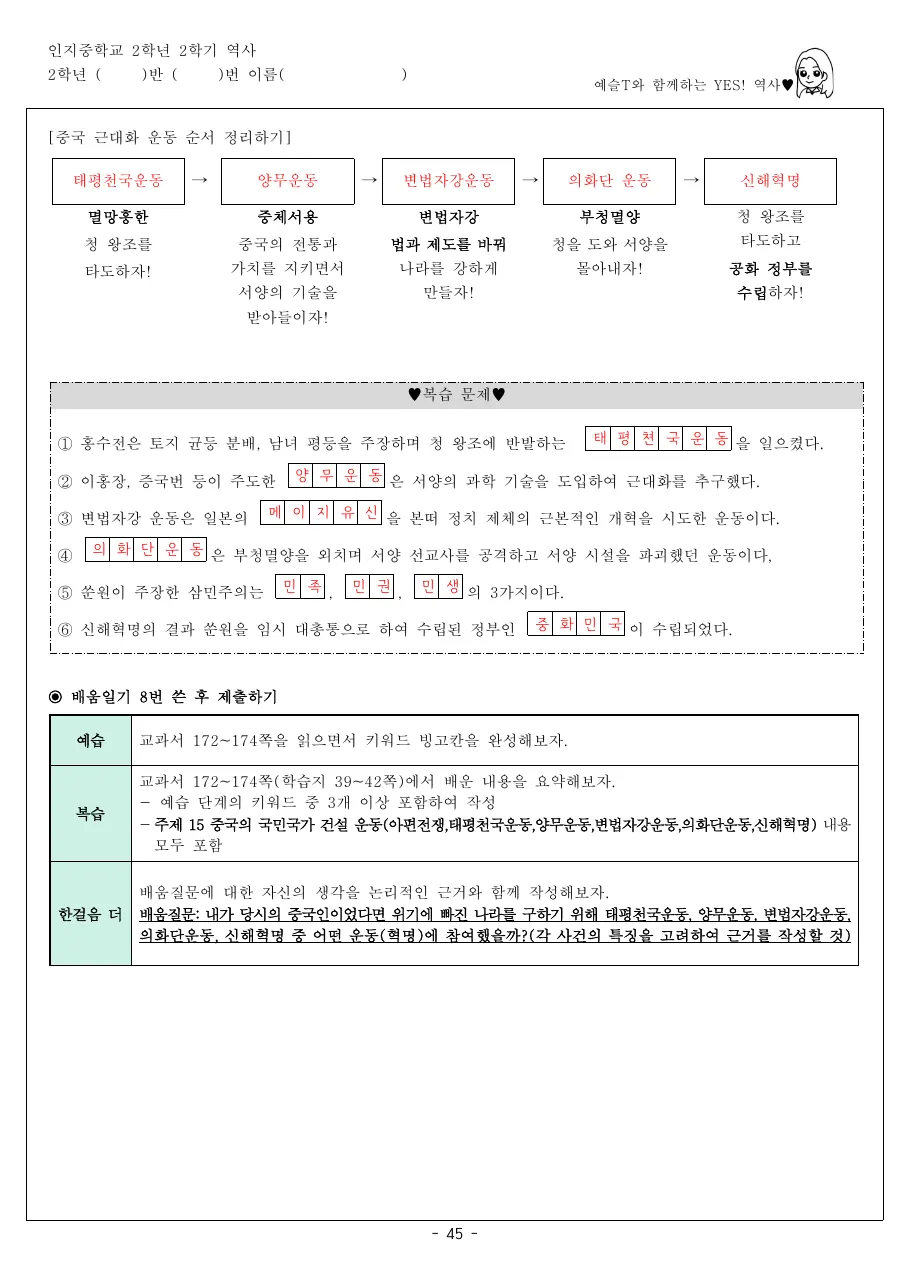 인지중학교 2학년 2학기 역사
2학년 ( )반 ( )번 이름( )
예슬T와 함께하는 YES! 역사♥
[중국 근대화 운동 순서 정리하기]
태평천국운동 → 양무운동 → 변법자강운동 → 의화단 운동 → 신해혁명
멸망홍한
청 왕조를
타도하자!
중체서용
중국의 전통과
가치를 지키면서
서양의 기술을
받아들이자!
변법자강
법과 제도를 바꿔
나라를 강하게
만들자!
부청멸양
청을 도와 서양을
몰아내자!
청 왕조를
타도하고
공화 정부를
수립하자!
♥복습 문제♥
① 홍수전은 토지 균등 분배, 남녀 평등을 주장하며 청 왕조에 반발하는 태평천국운동을 일으켰다.
② 이홍장, 증국번 등이 주도한 양무운동은 서양의 과학 기술을 도입하여 근대화를 추구했다.
③ 변법자강 운동은 일본의 메이지유신을 본떠 정치 제체의 근본적인 개혁을 시도한 운동이다.
④ 의화단운동은 부청멸양을 외치며 서양 선교사를 공격하고 서양 시설을 파괴했던 운동이다,
⑤ 쑨원이 주장한 삼민주의는 민족, 민권, 민생의 3가지이다.
⑥ 신해혁명의 결과 쑨원을 임시 대총통으로 하여 수립된 정부인 중화민국이 수립되었다.
◉ 배움일기 8번 쓴 후 제출하기
예습
교과서 172~174쪽을 읽으면서 키워드 빙고칸을 완성해보자.
복습
교과서 172~174쪽(학습지 39~42쪽)에서 배운 내용을 요약해보자.
- 예습 단계의 키워드 중 3개 이상 포함하여 작성
- 주제 15 중국의 국민국가 건설 운동(아편전쟁,태평천국운동,양무운동,변법자강운동,의화단운동,신해혁명) 내용
모두 포함
한걸음 더
배움질문에 대한 자신의 생각을 논리적인 근거와 함께 작성해보자.
배움질문: 내가 당시의 중국인이었다면 위기에 빠진 나라를 구하기 위해 태평천국운동, 양무운동, 변법자강운동,
의화단운동, 신해혁명 중 어떤 운동(혁명)에 참여했을까?(각 사건의 특징을 고려하여 근거를 작성할 것)
- 45 -